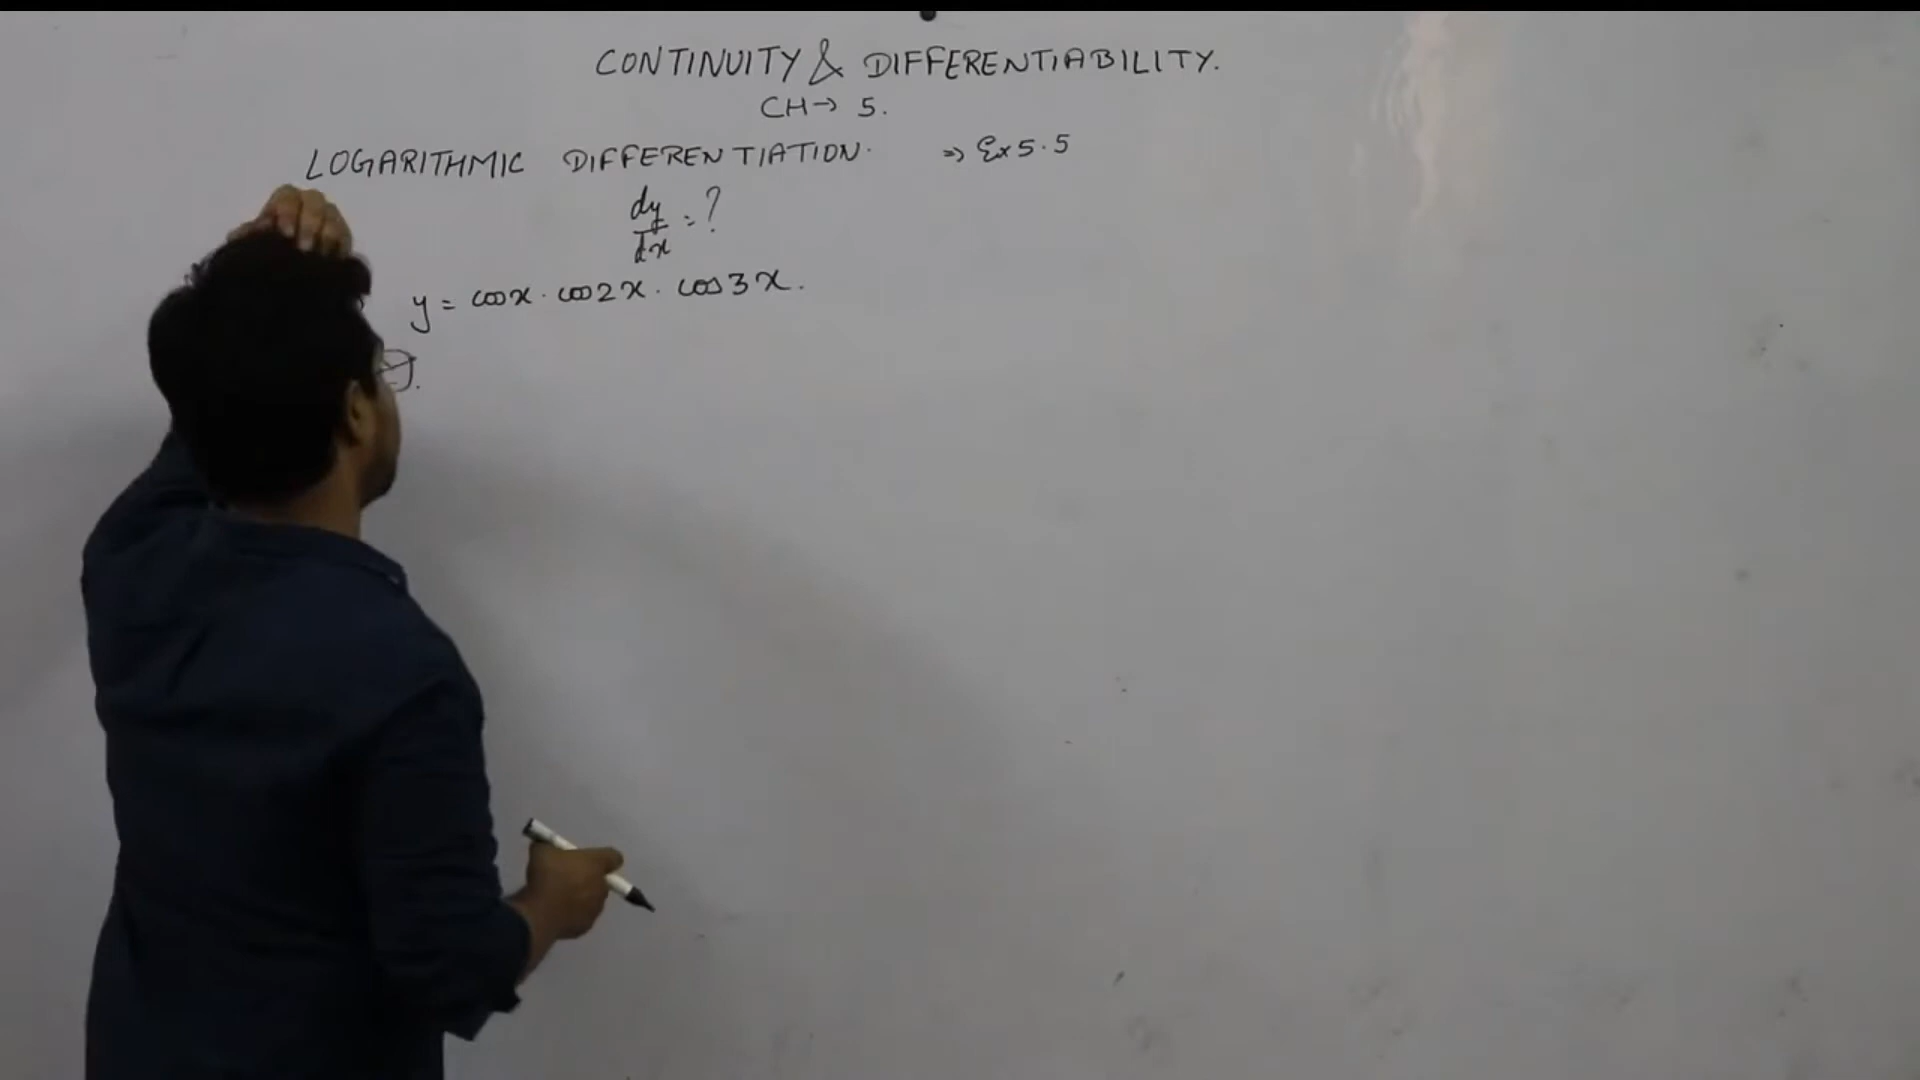 CONTINUITY & DIFFERENTIABILITY.
CH→ 5.
LOGARITHMIC DIFFERENTIATION. ⇒ Ex 5.5
dy/dx = ?
y = cosx . cos2x . cos3x.